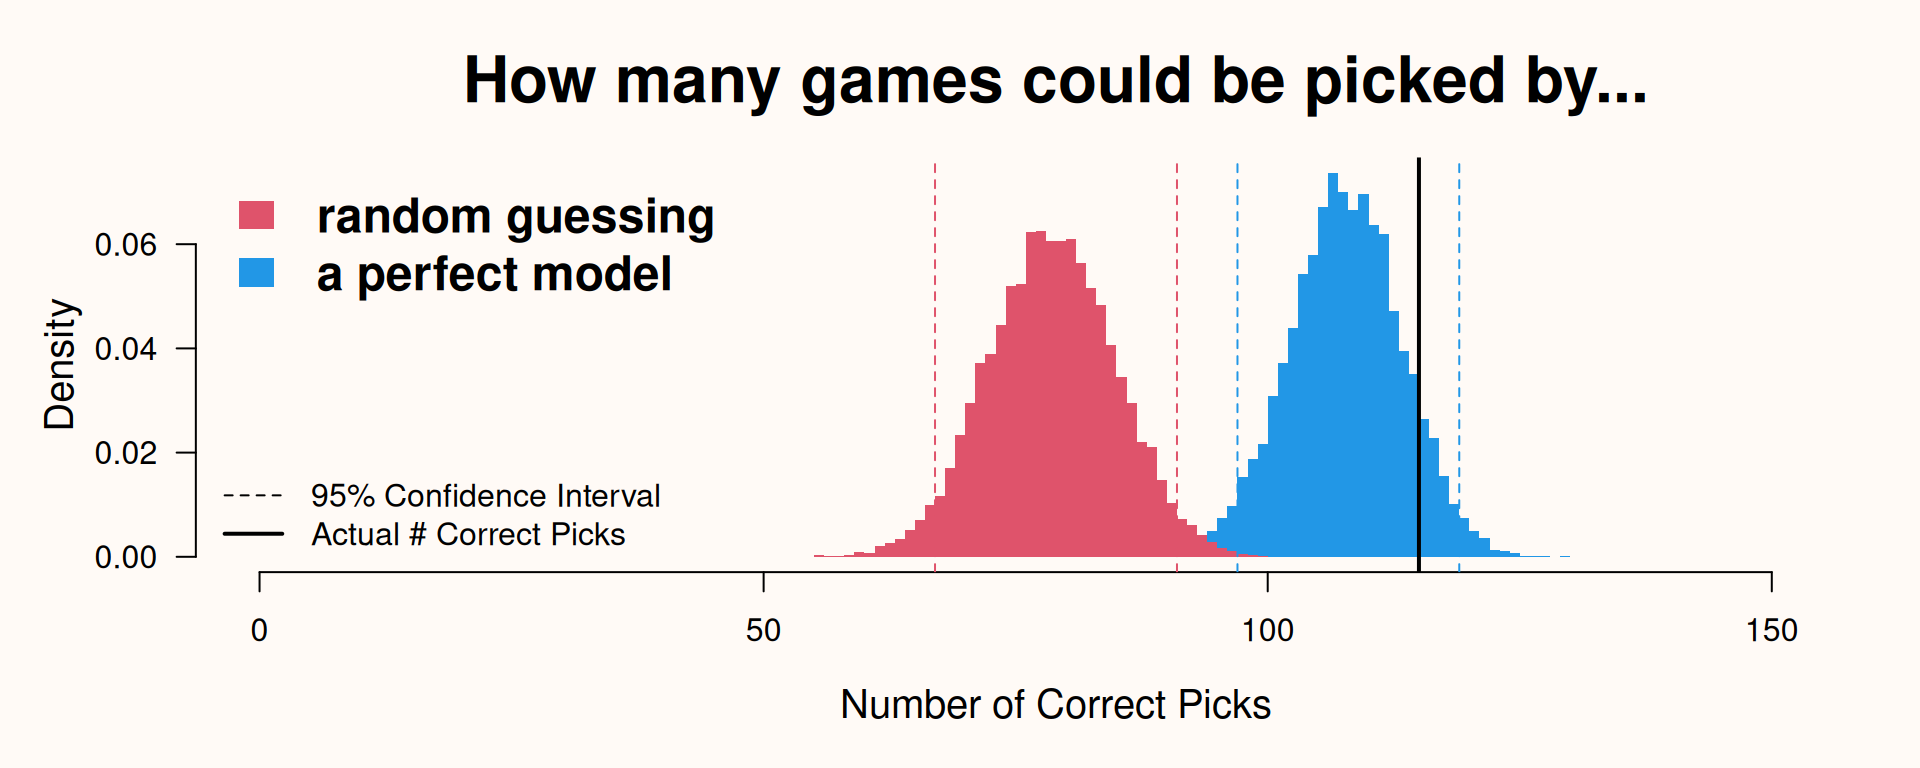 How many games could be picked by...
random guessing
a perfect model
95% Confidence Interval
Actual # Correct Picks
Density
0.06
0.04
0.02
0.00
0
50
100
150
Number of Correct Picks